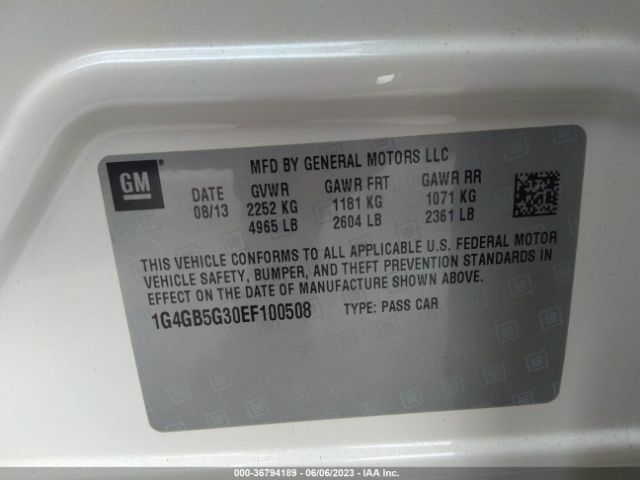 GM ®
MFD BY GENERAL MOTORS LLC
DATE GVWR GAWR FRT GAWR RR
08/13 2252 KG 1181 KG 1071 KG
4965 LB 2604 LB 2361 LB
THIS VEHICLE CONFORMS TO ALL APPLICABLE U.S. FEDERAL MOTOR
VEHICLE SAFETY, BUMPER, AND THEFT PREVENTION STANDARDS IN
EFFECT ON THE DATE OF MANUFACTURE SHOWN ABOVE.
1G4GB5G30EF100508 TYPE: PASS CAR
000-36794189 - 06/06/2023 - IAA Inc.